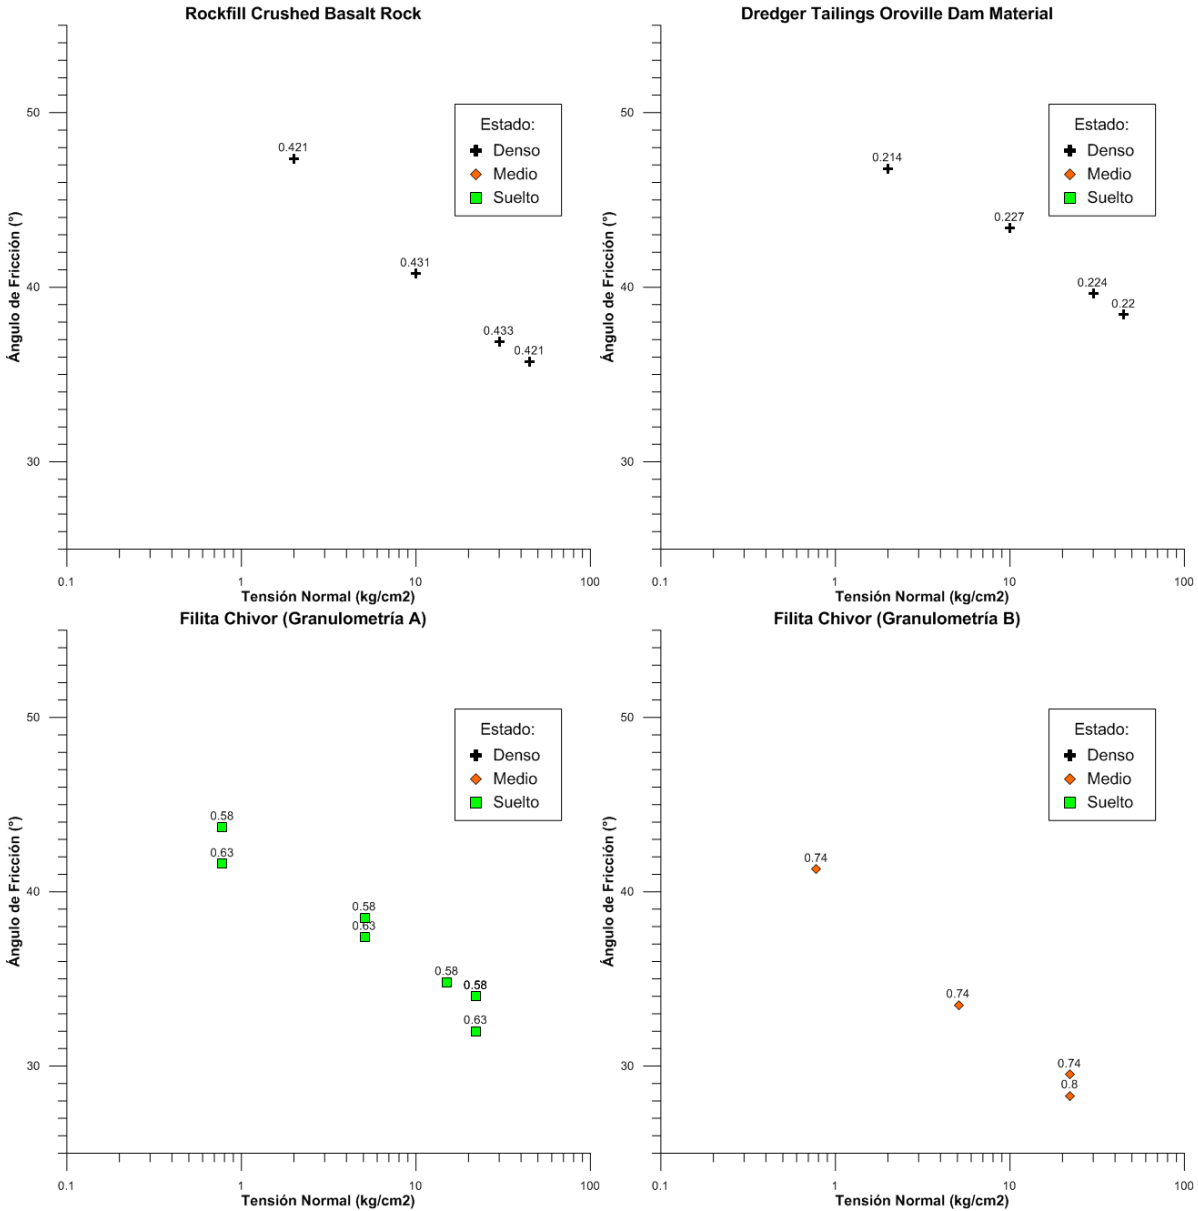 Rockfill Crushed Basalt Rock
50
40
30
Ángulo de Fricción (°)
0.421
0.431
0.433
0.421
Estado:
Denso
Medio
Suelto
0.1
1
10
100
Tensión Normal (kg/cm2)
Dredger Tailings Oroville Dam Material
50
40
30
Ángulo de Fricción (°)
0.214
0.227
0.224
0.22
Estado:
Denso
Medio
Suelto
0.1
1
10
100
Tensión Normal (kg/cm2)
Filita Chivor (Granulometría A)
50
40
30
Ángulo de Fricción (°)
0.58
0.63
0.58
0.63
0.58
0.58
0.63
Estado:
Denso
Medio
Suelto
0.1
1
10
100
Tensión Normal (kg/cm2)
Filita Chivor (Granulometría B)
50
40
30
Ángulo de Fricción (°)
0.74
0.74
0.74
0.8
Estado:
Denso
Medio
Suelto
0.1
1
10
100
Tensión Normal (kg/cm2)